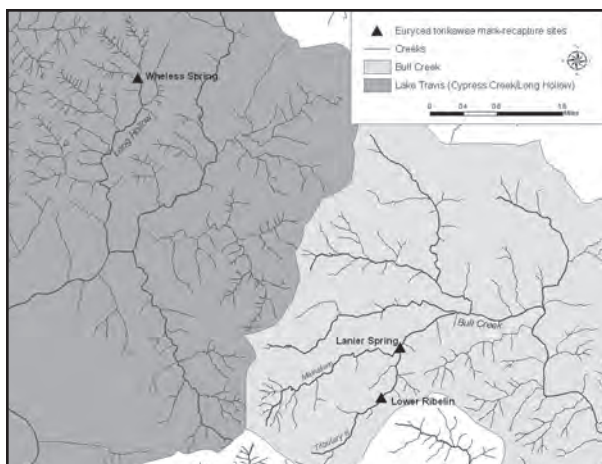 Eurycea tonkawae mark-recapture sites
Creeks
Bull Creek
Lake Travis (Cypress Creek/Long Hollow)
0 0.4 0.8 1.6
Miles
Wheless Spring
Long Hollow
Bull Creek
Lanier Spring
Lower Ribelin